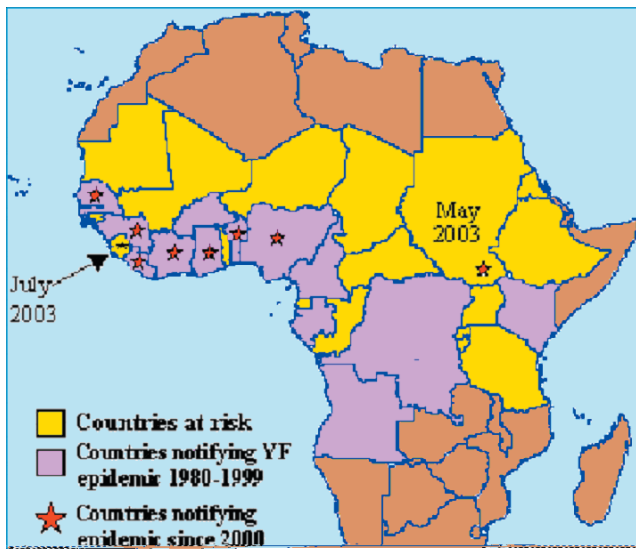 May
2003
July
2003
Countries at risk
Countries notifying YF
epidemic 1980-1999
Countries notifying
epidemic since 2000